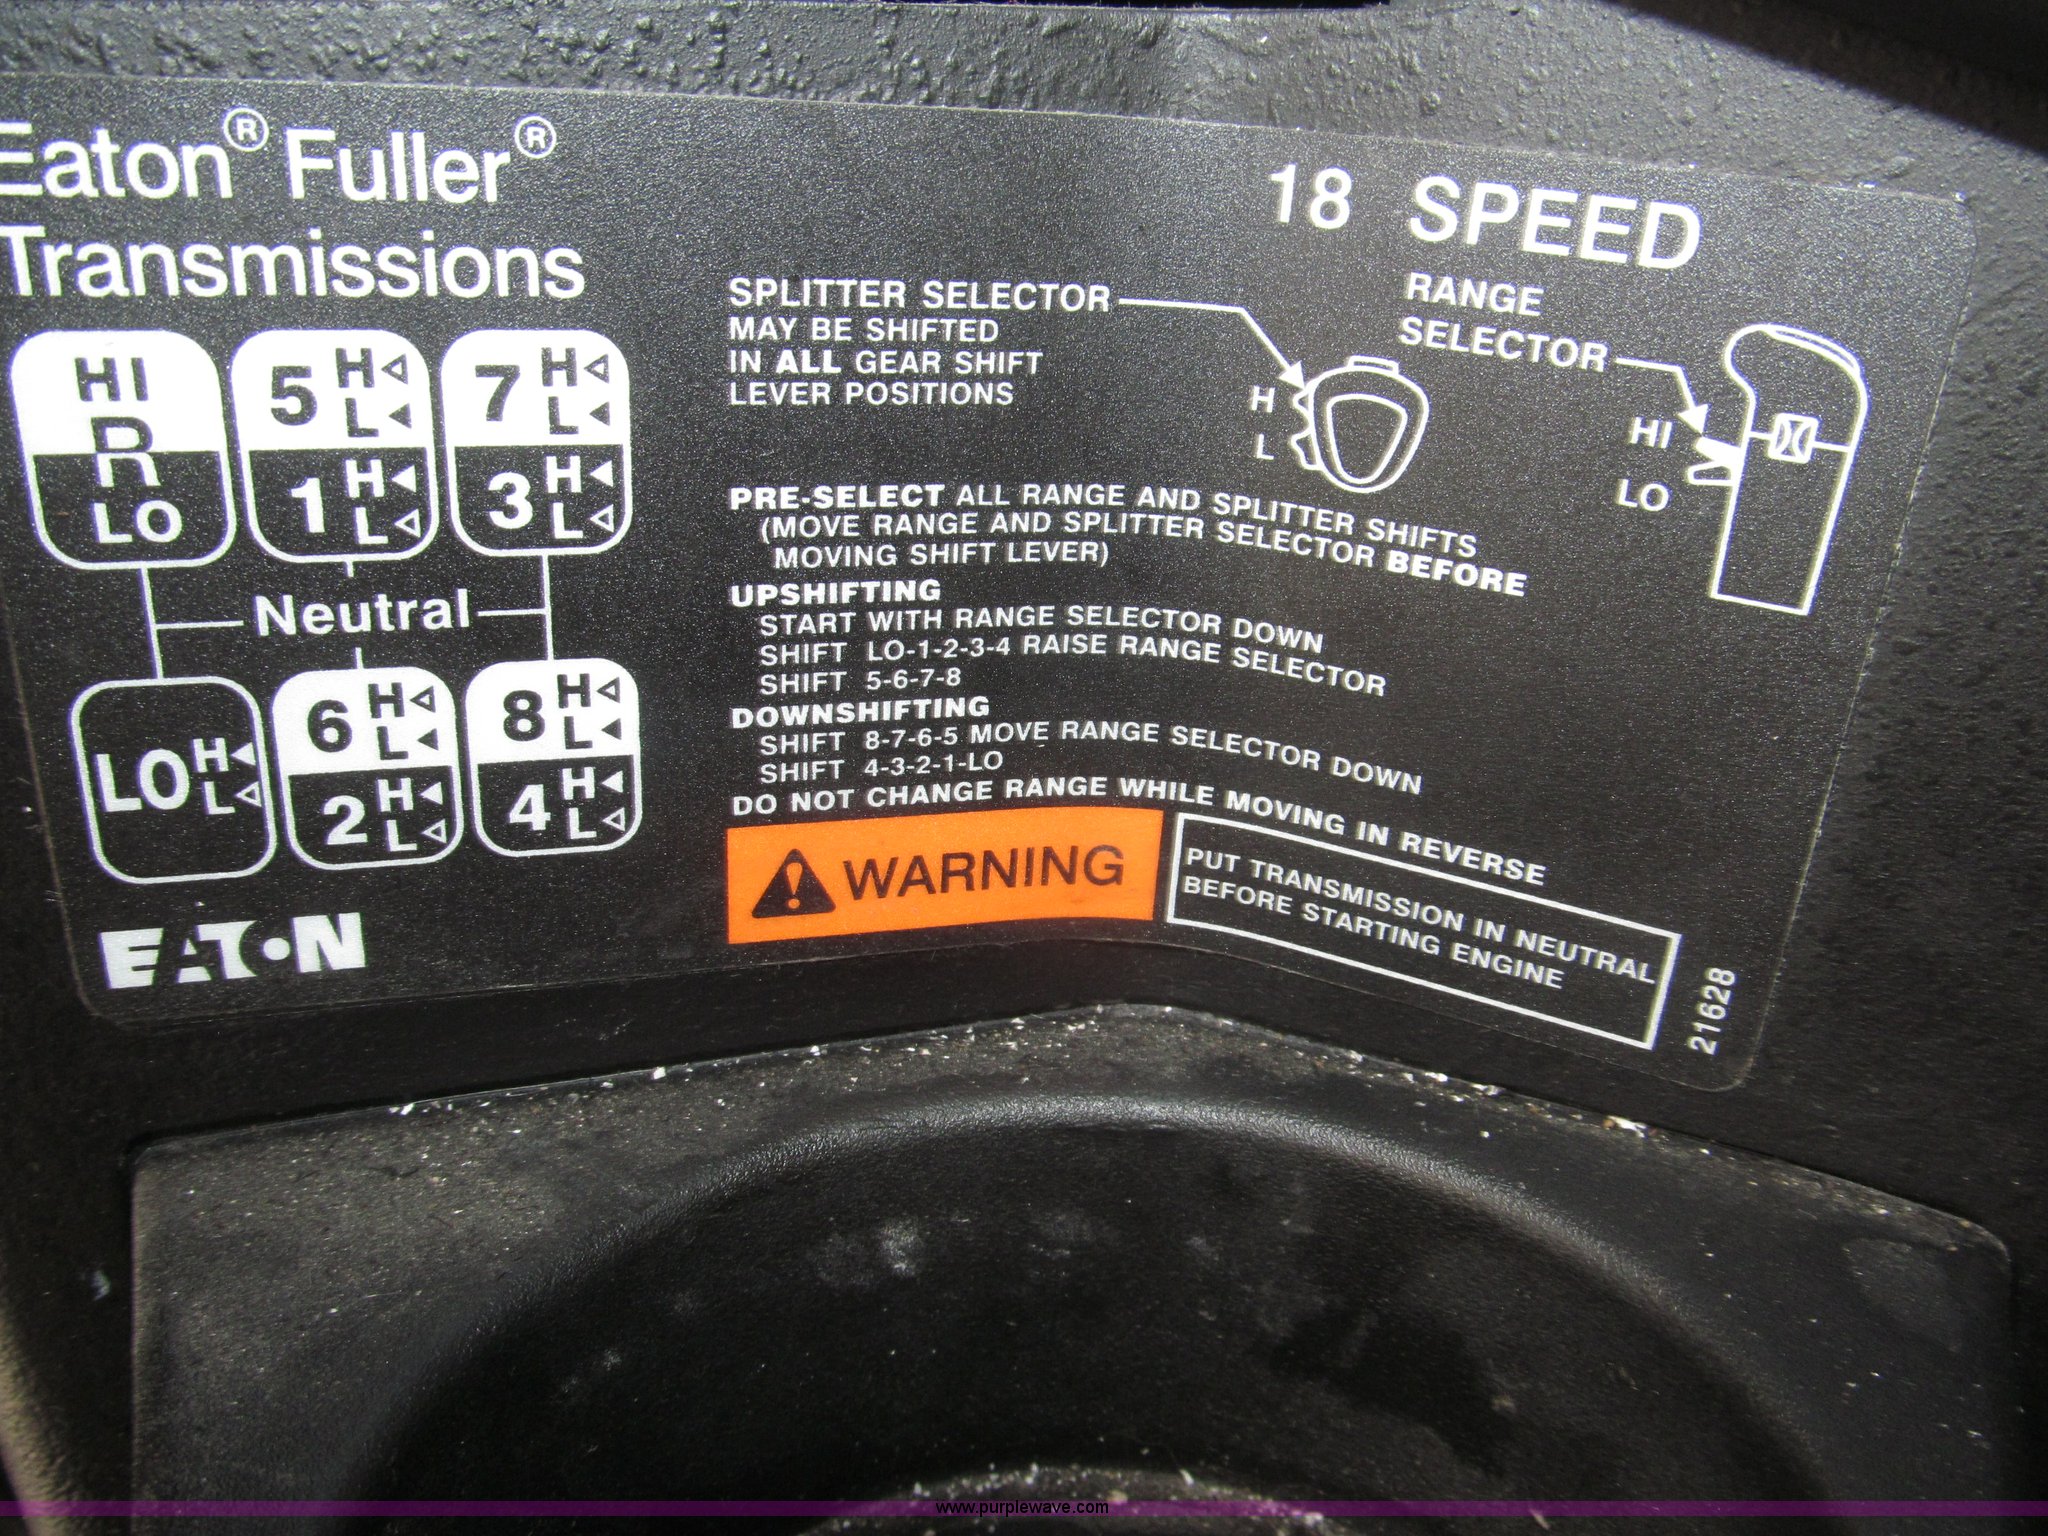 Eaton® Fuller®
Transmissions
18 SPEED
HI
R
LO
5 H L
1 H L
7 H L
3 H L
Neutral
LO H L
6 H L
2 H L
8 H L
4 H L
EATON
SPLITTER SELECTOR
MAY BE SHIFTED
IN ALL GEAR SHIFT
LEVER POSITIONS
H
L
RANGE
SELECTOR
HI
LO
PRE-SELECT ALL RANGE AND SPLITTER SHIFTS
(MOVE RANGE AND SPLITTER SELECTOR BEFORE
MOVING SHIFT LEVER)
UPSHIFTING
START WITH RANGE SELECTOR DOWN
SHIFT LO-1-2-3-4 RAISE RANGE SELECTOR
SHIFT 5-6-7-8
DOWNSHIFTING
SHIFT 8-7-6-5 MOVE RANGE SELECTOR DOWN
SHIFT 4-3-2-1-LO
DO NOT CHANGE RANGE WHILE MOVING IN REVERSE
WARNING
PUT TRANSMISSION IN NEUTRAL
BEFORE STARTING ENGINE
21628
www.purplewave.com